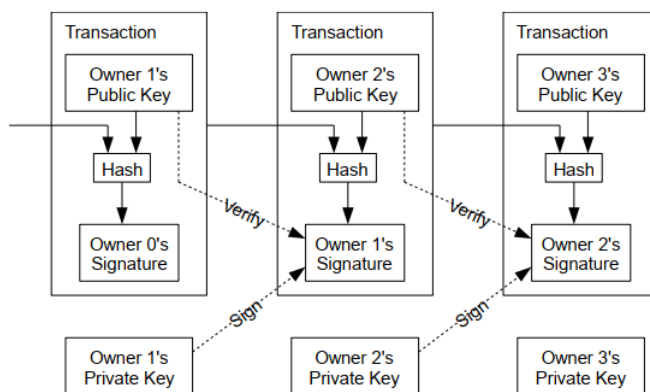 Transaction
Transaction
Transaction
Owner 1's
Public Key
Owner 2's
Public Key
Owner 3's
Public Key
Hash
Hash
Hash
Verify
Verify
Owner 0's
Signature
Owner 1's
Signature
Owner 2's
Signature
Sign
Sign
Owner 1's
Private Key
Owner 2's
Private Key
Owner 3's
Private Key